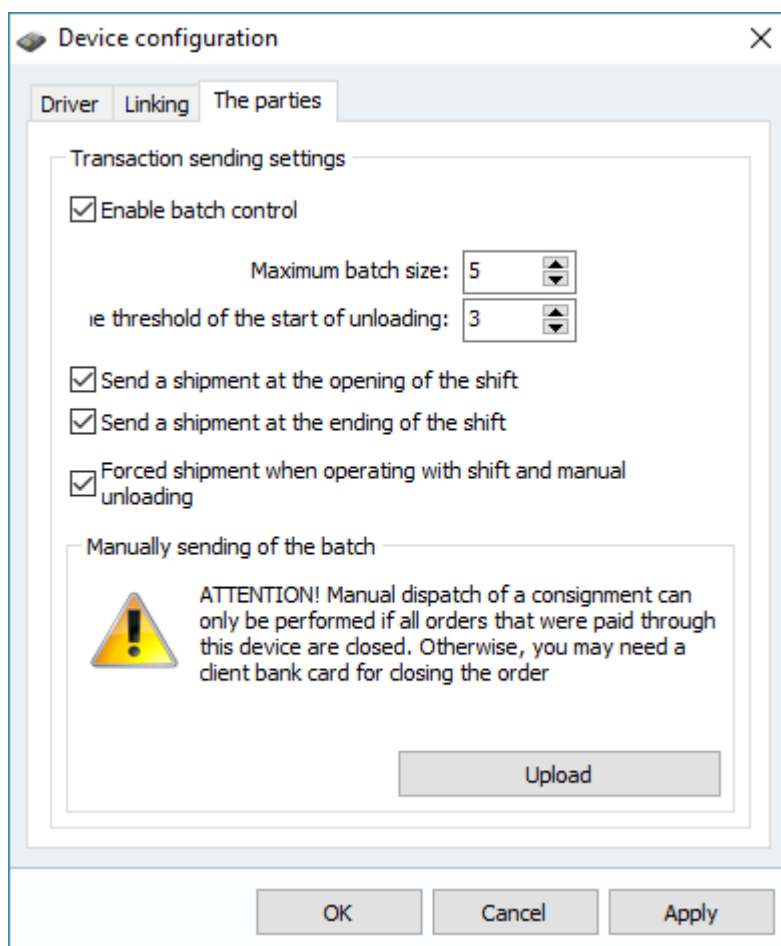 Device configuration
Driver Linking The parties
Transaction sending settings
Enable batch control
Maximum batch size: 5
ıe threshold of the start of unloading: 3
Send a shipment at the opening of the shift
Send a shipment at the ending of the shift
Forced shipment when operating with shift and manual
unloading
Manually sending of the batch
ATTENTION! Manual dispatch of a consignment can
only be performed if all orders that were paid through
this device are closed. Otherwise, you may need a
client bank card for closing the order
Upload
OK Cancel Apply